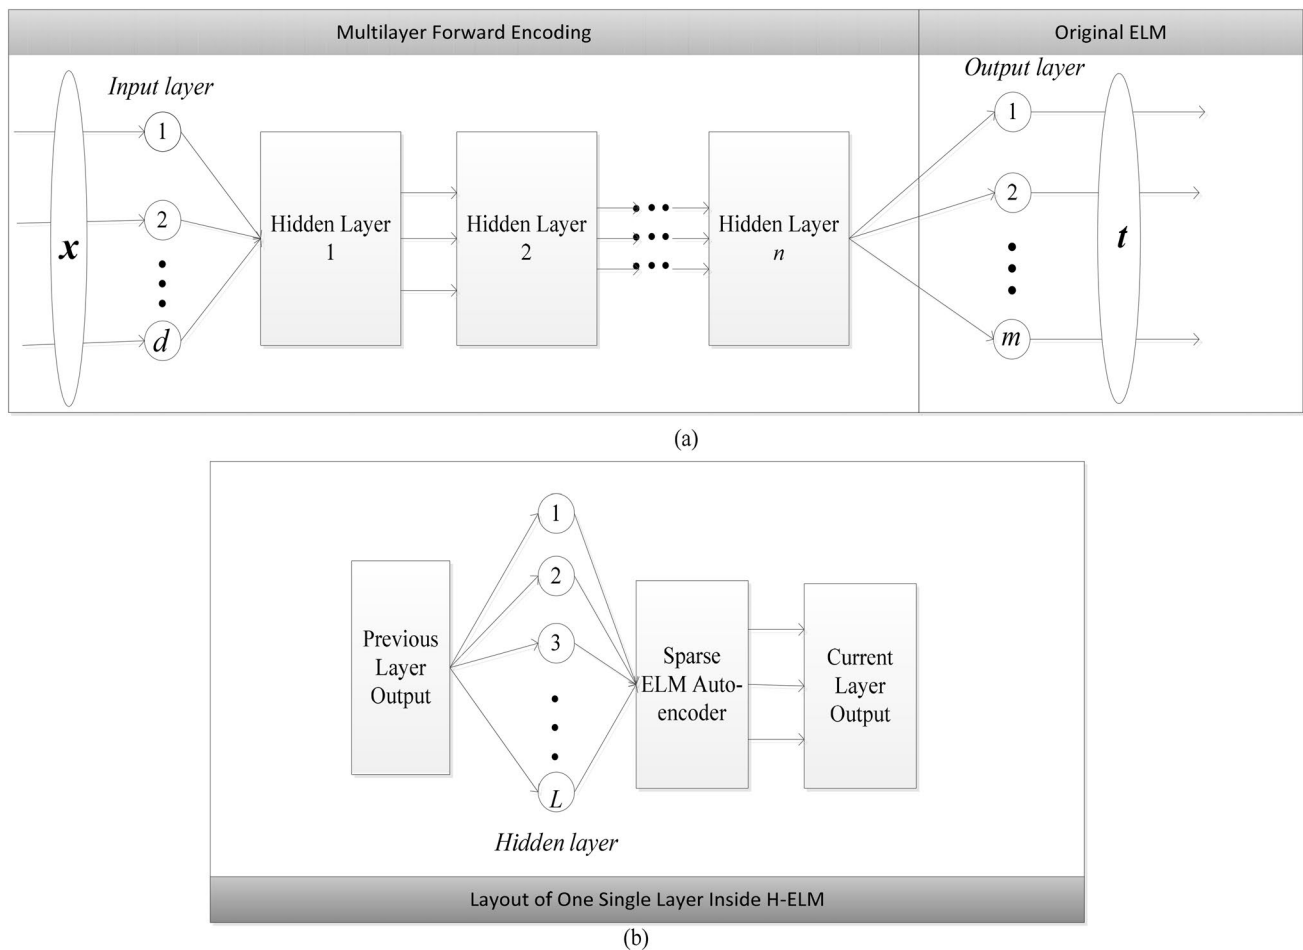 Multilayer Forward Encoding
Original ELM
Input layer
Output layer
1
2
d
x
Hidden Layer
1
Hidden Layer
2
Hidden Layer
n
1
2
m
t
(a)
Previous
Layer
Output
1
2
3
L
Hidden layer
Sparse
ELM Auto-
encoder
Current
Layer
Output
Layout of One Single Layer Inside H-ELM
(b)